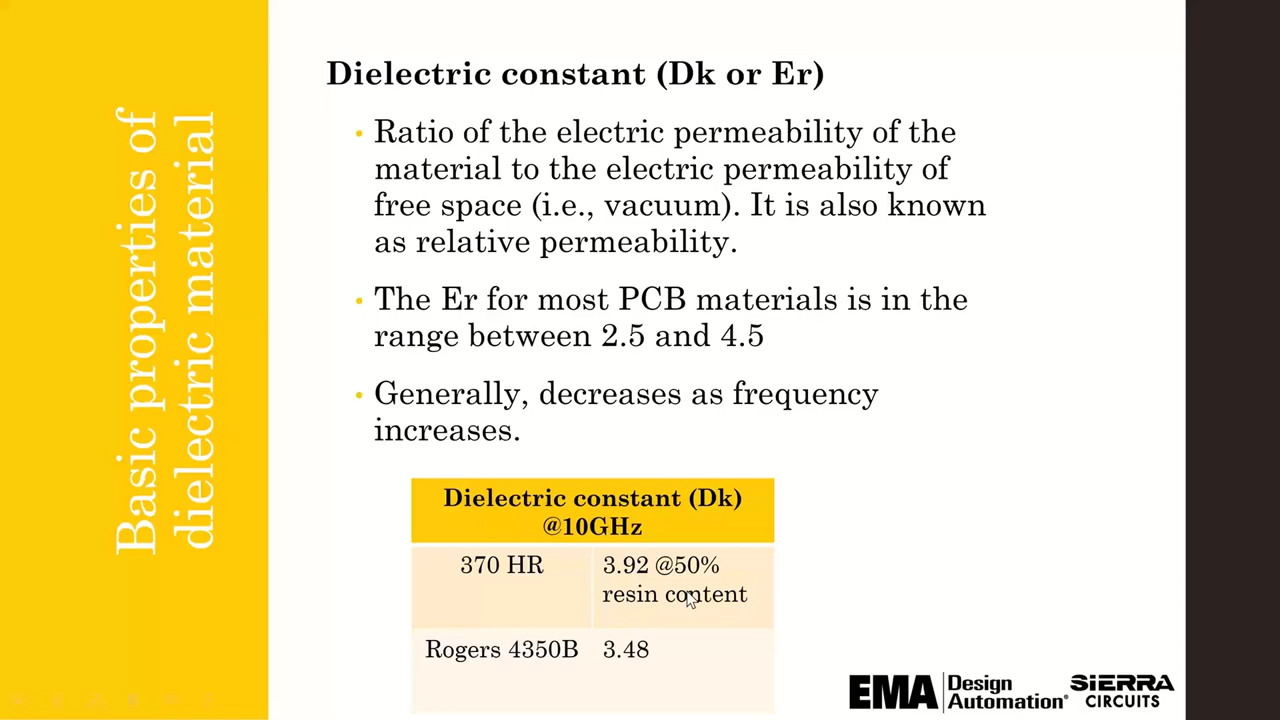 Basic properties of
dielectric material
Dielectric constant (Dk or Er)
• Ratio of the electric permeability of the
material to the electric permeability of
free space (i.e., vacuum). It is also known
as relative permeability.
• The Er for most PCB materials is in the
range between 2.5 and 4.5
• Generally, decreases as frequency
increases.
Dielectric constant (Dk)
@10GHz
370 HR 3.92 @50%
resin content
Rogers 4350B 3.48
EMA Design Automation®
SIERRA CIRCUITS